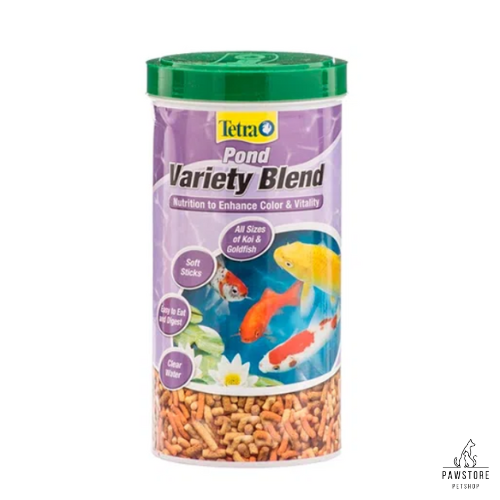 Tetra
Pond
Variety Blend
Nutrition to Enhance Color & Vitality
All Sizes
of Koi &
Goldfish
Soft
Sticks
Easy to Eat
and Digest
Clear
Water
PAWSTORE
PETSHOP